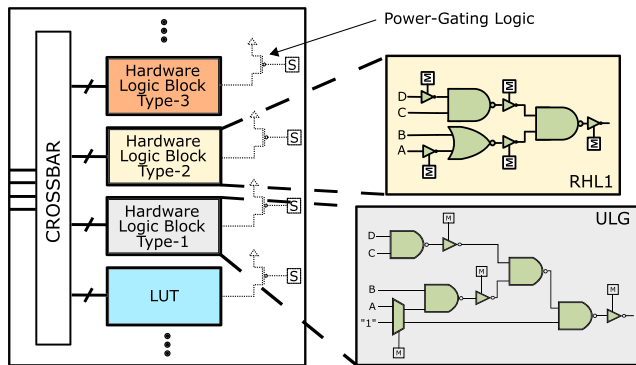 Power-Gating Logic
CROSSBAR
Hardware
Logic Block
Type-3
S
Hardware
Logic Block
Type-2
S
Hardware
Logic Block
Type-1
S
LUT
S
M
M
D
C
B
A
M
M
M
RHL1
ULG
D
C
M
B
A
"1"
M
M
M